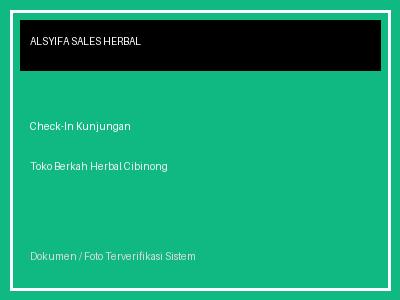 ALSYIFA SALES HERBAL
Check-In Kunjungan
Toko Berkah Herbal Cibinong
Dokumen / Foto Terverifikasi Sistem